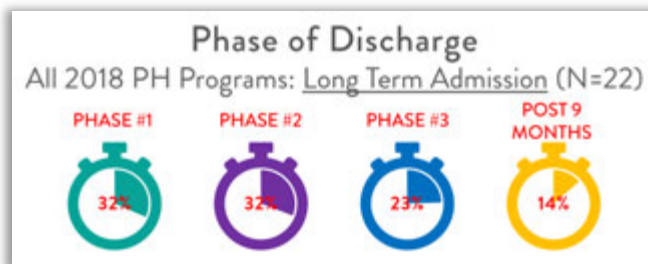 Phase of Discharge
All 2018 PH Programs: Long Term Admission (N=22)
PHASE #1
PHASE #2
PHASE #3
POST 9
MONTHS
32%
32%
23%
14%